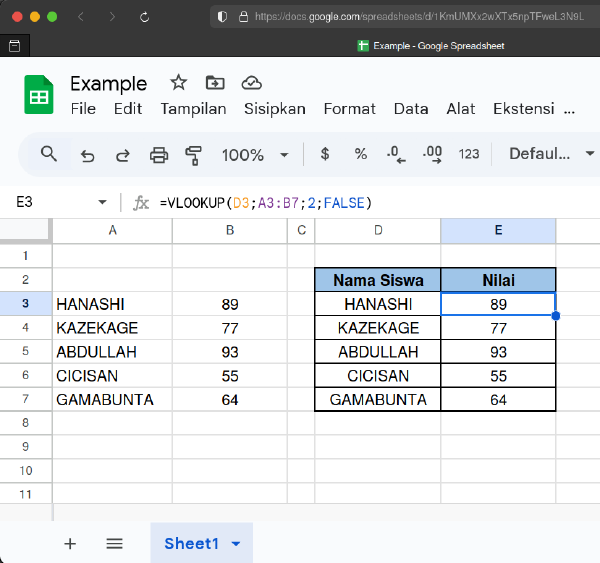 https://docs.google.com/spreadsheets/d/1KmUMXx2wXTx5npTFweL3N9L
Example - Google Spreadsheet
Example
File Edit Tampilan Sisipkan Format Data Alat Ekstensi ...
100% $ % .0 .00 123 Defaul...
E3 fx =VLOOKUP(D3;A3:B7;2;FALSE)
A B C D E
1
2 Nama Siswa Nilai
3 HANASHI 89 HANASHI 89
4 KAZEKAGE 77 KAZEKAGE 77
5 ABDULLAH 93 ABDULLAH 93
6 CICISAN 55 CICISAN 55
7 GAMABUNTA 64 GAMABUNTA 64
8
9
10
11
Sheet1